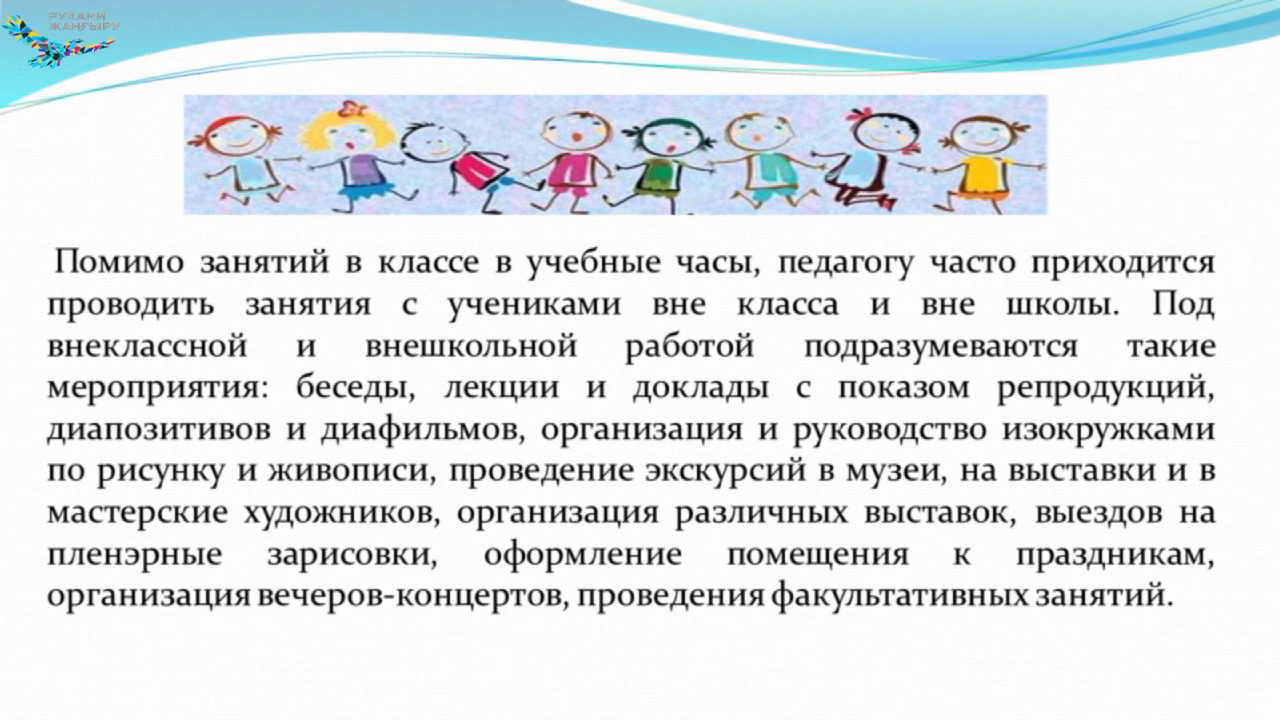 РУХАНИ
ЖАҢҒЫРУ
Помимо занятий в классе в учебные часы, педагогу часто приходится
проводить занятия с учениками вне класса и вне школы. Под
внеклассной и внешкольной работой подразумеваются такие
мероприятия: беседы, лекции и доклады с показом репродукций,
диапозитивов и диафильмов, организация и руководство изокружками
по рисунку и живописи, проведение экскурсий в музеи, на выставки и в
мастерские художников, организация различных выставок, выездов на
пленэрные зарисовки, оформление помещения к праздникам,
организация вечеров-концертов, проведения факультативных занятий.